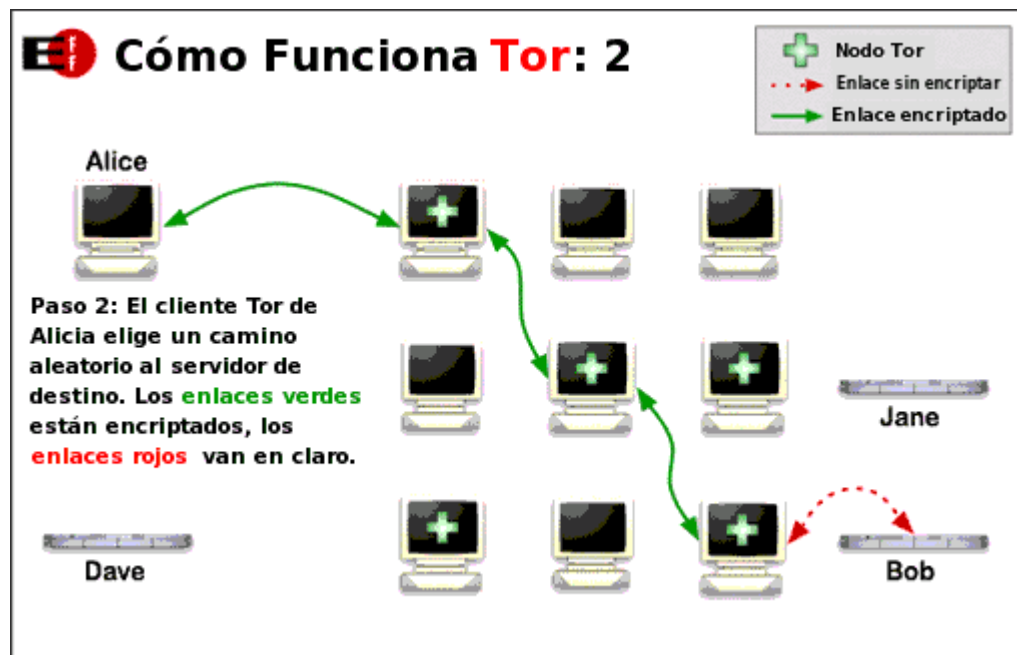 EFF Cómo Funciona Tor: 2
Nodo Tor
Enlace sin encriptar
Enlace encriptado
Alice
Paso 2: El cliente Tor de
Alicia elige un camino
aleatorio al servidor de
destino. Los enlaces verdes
están encriptados, los
enlaces rojos van en claro.
Jane
Dave
Bob